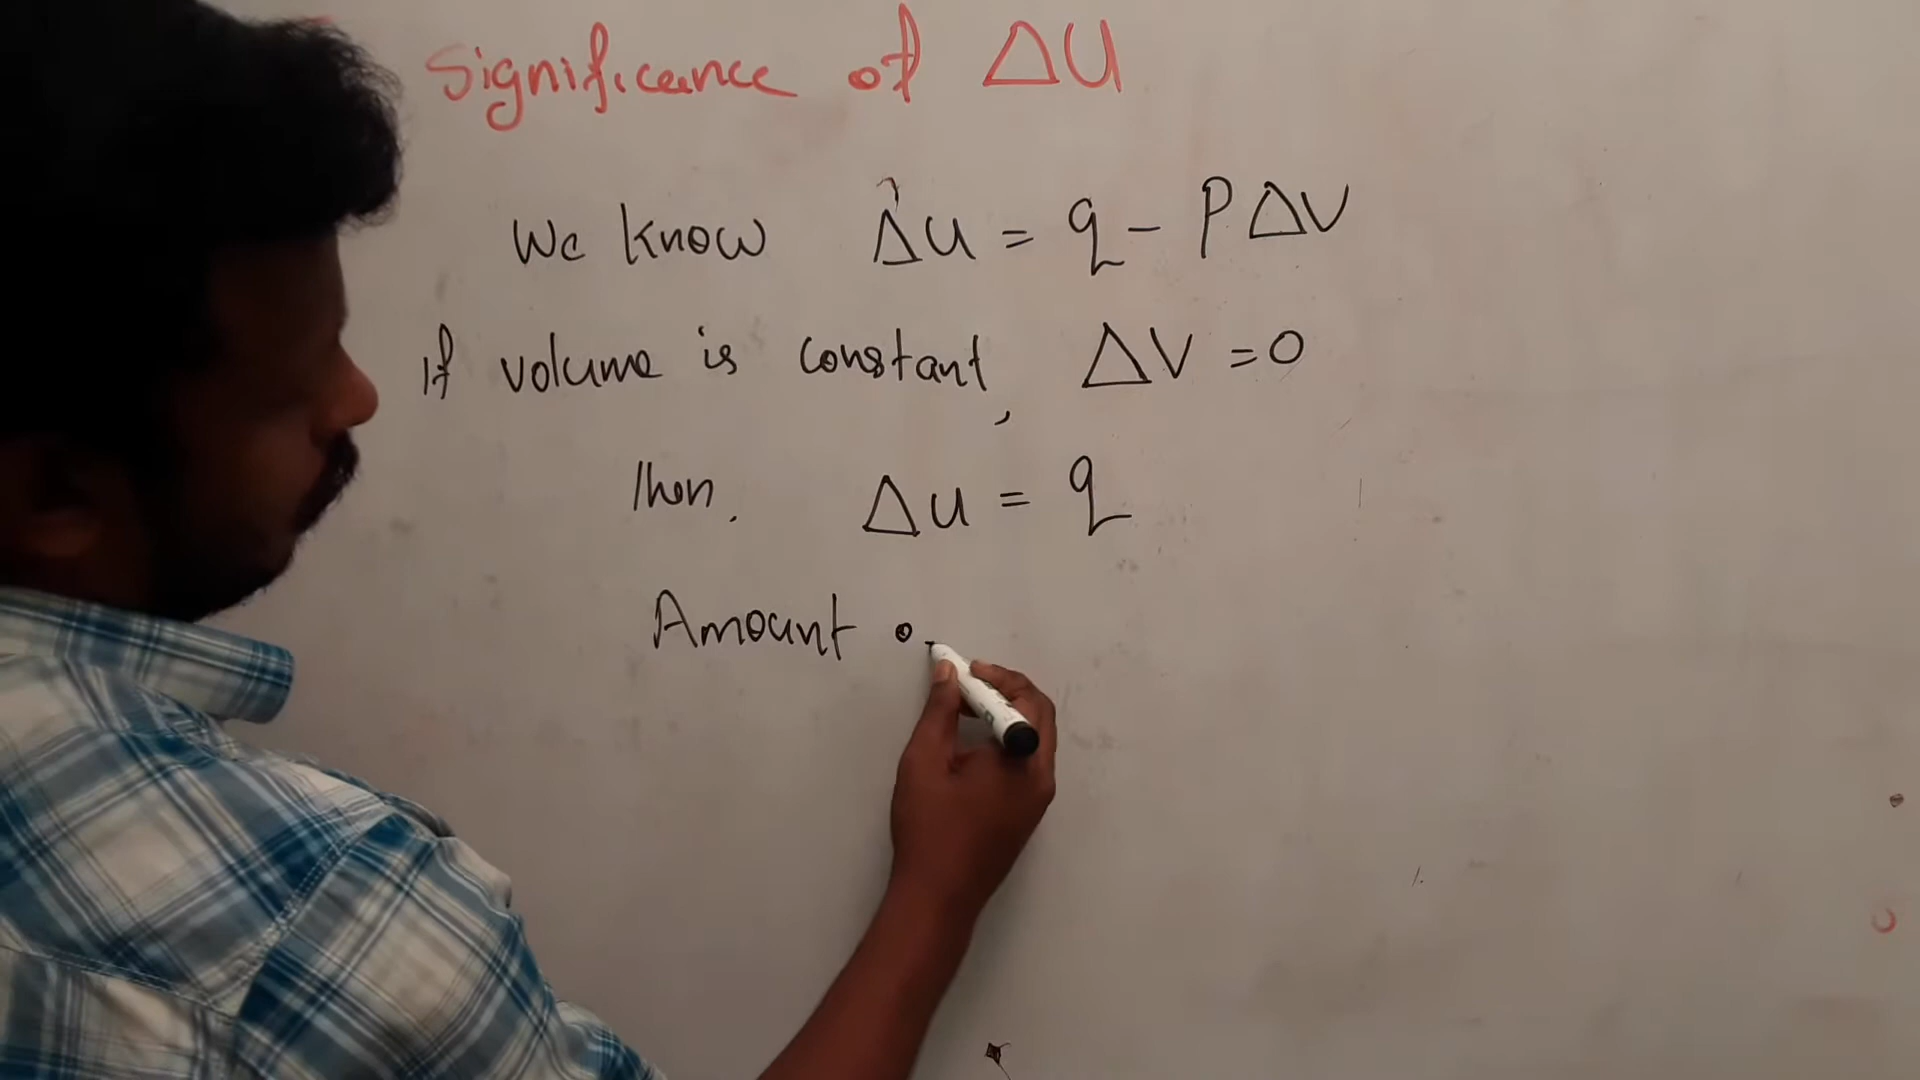 Significance of ΔU
We know ΔU = q - PΔV
If volume is constant, ΔV = 0
Then, ΔU = q
Amount o